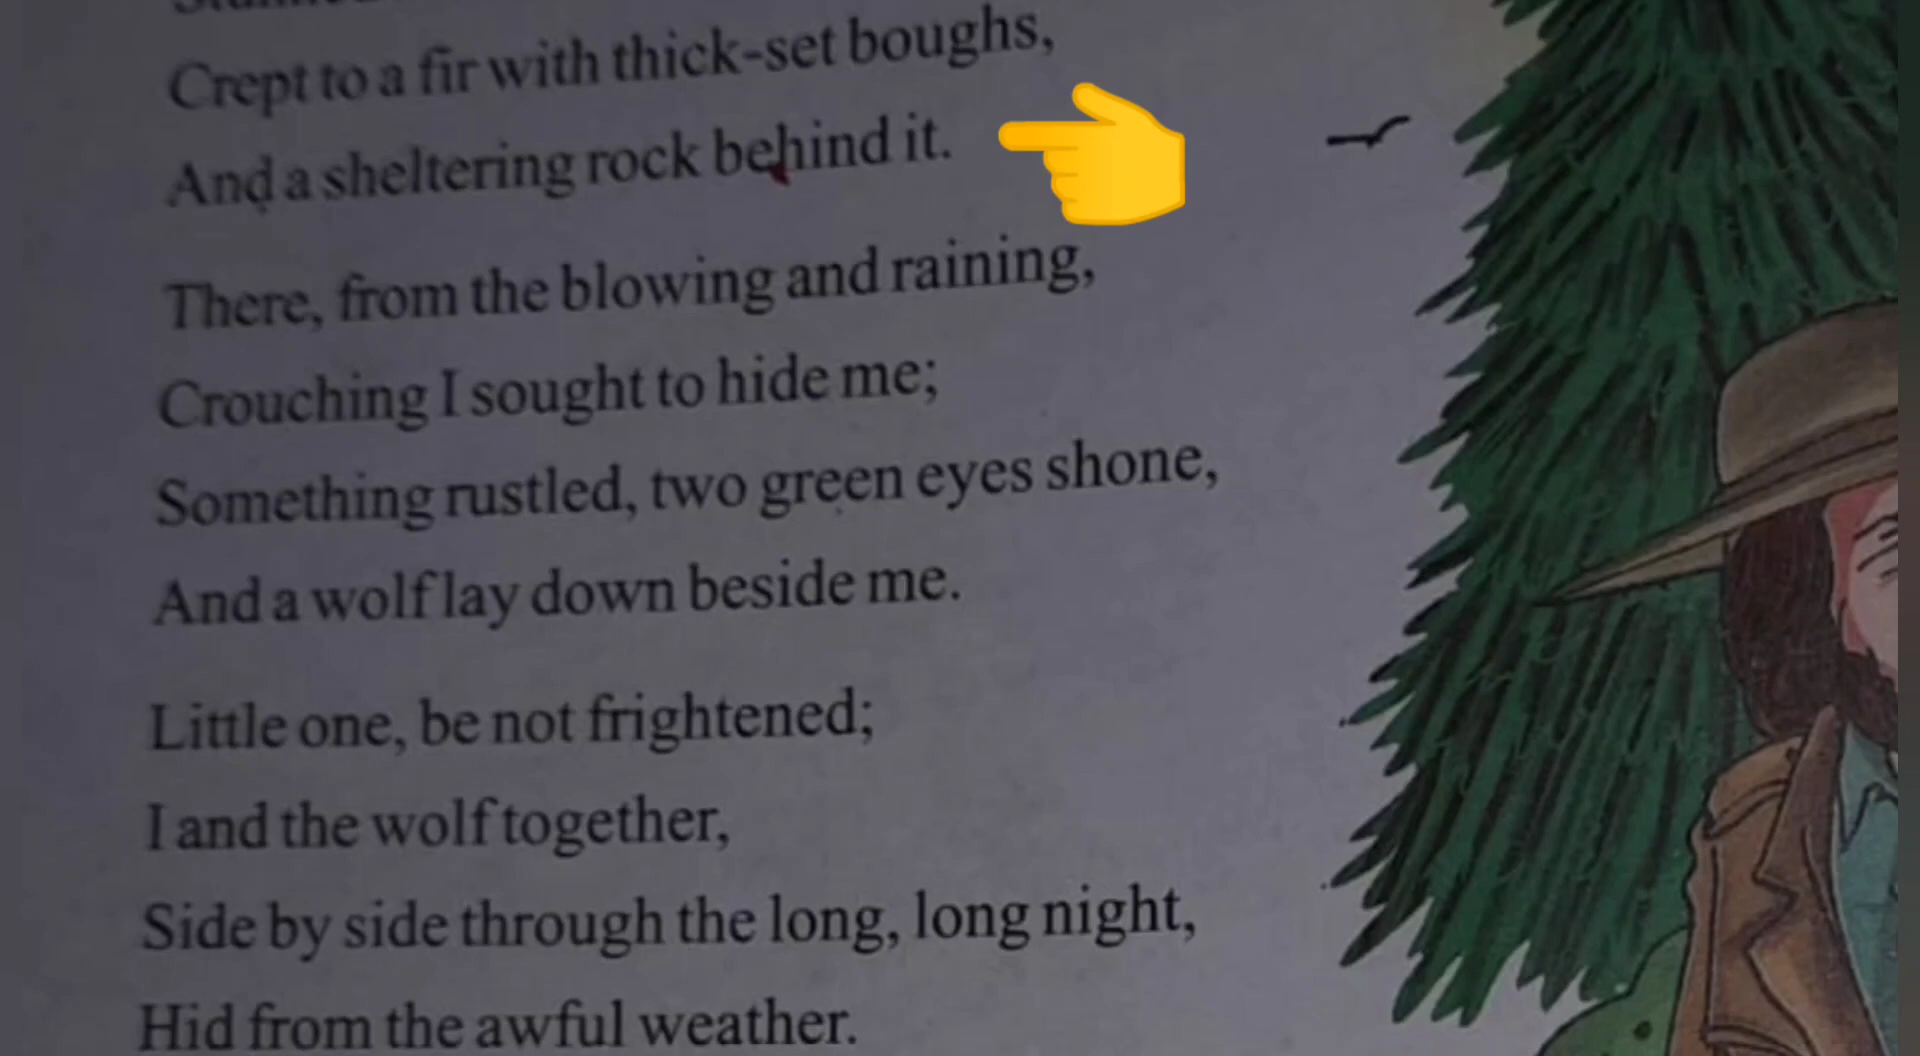 Crept to a fir with thick-set boughs,
And a sheltering rock behind it.
There, from the blowing and raining,
Crouching I sought to hide me;
Something rustled, two green eyes shone,
And a wolf lay down beside me.
Little one, be not frightened;
I and the wolf together,
Side by side through the long, long night,
Hid from the awful weather.